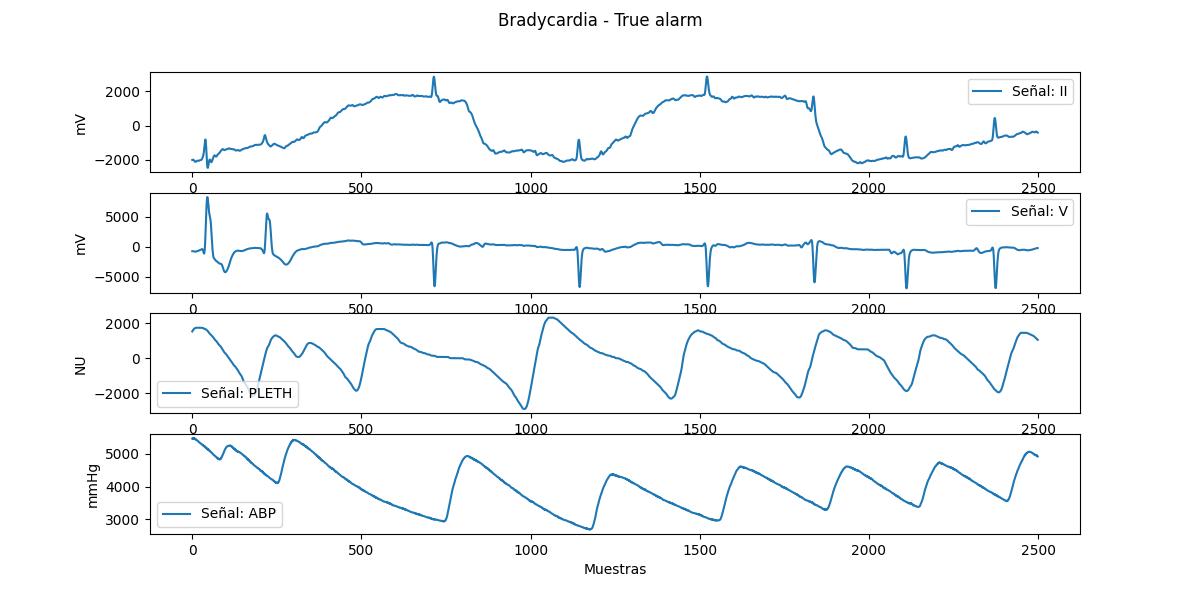 Bradycardia - True alarm
2000
0
−2000
mV
Señal: II
0 500 1000 1500 2000 2500
5000
0
−5000
mV
Señal: V
0 500 1000 1500 2000 2500
2000
0
−2000
NU
Señal: PLETH
0 500 1000 1500 2000 2500
5000
4000
3000
mmHg
Señal: ABP
0 500 1000 1500 2000 2500
Muestras